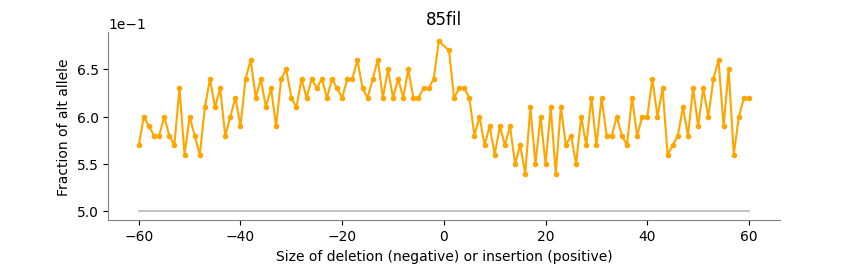 85fil
1e−1
6.5
6.0
5.5
5.0
Fraction of alt allele
−60 −40 −20 0 20 40 60
Size of deletion (negative) or insertion (positive)